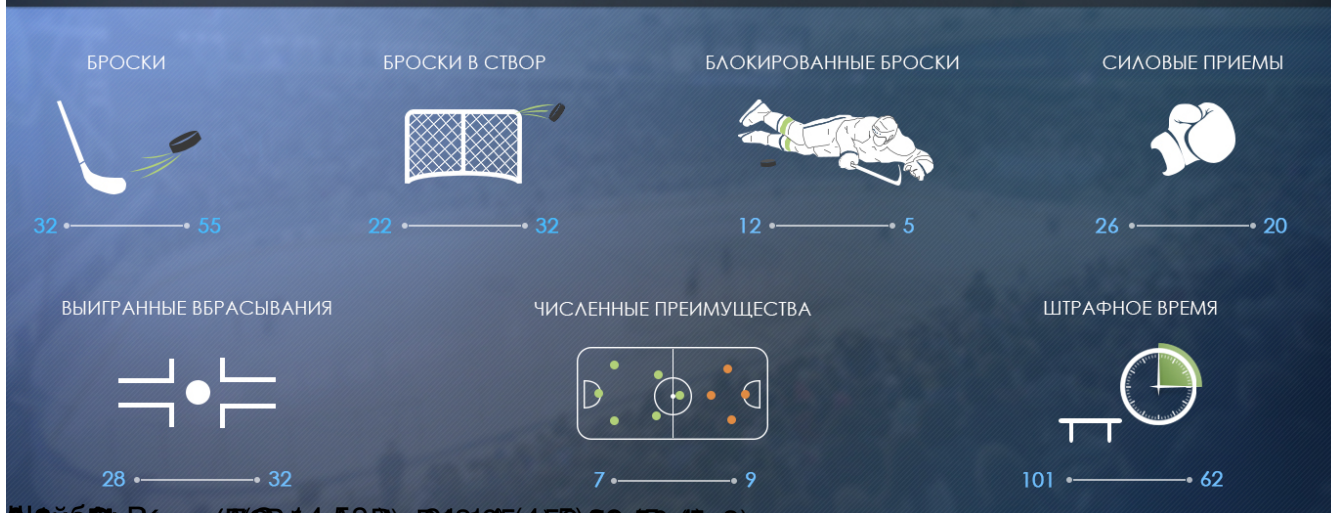 БРОСКИ БРОСКИ В СТВОР БЛОКИРОВАННЫЕ БРОСКИ СИЛОВЫЕ ПРИЕМЫ
32 55 22 32 12 5 26 20
ВЫИГРАННЫЕ ВБРАСЫВАНИЯ ЧИСЛЕННЫЕ ПРЕИМУЩЕСТВА ШТРАФНОЕ ВРЕМЯ
28 32 7 9 101 62